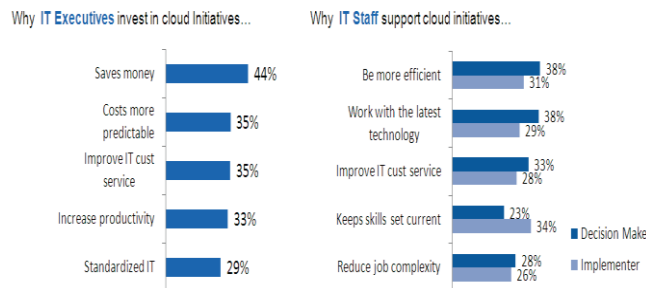 Why IT Executives invest in cloud Initiatives...
Saves money
44%
Costs more
predictable
35%
Improve IT cust
service
35%
Increase productivity
33%
Standardized IT
29%
Why IT Staff support cloud initiatives...
Be more efficient
38%
31%
Work with the latest
technology
38%
29%
Improve IT cust service
33%
28%
Keeps skills set current
23%
34%
Reduce job complexity
28%
26%
Decision Make
Implementer